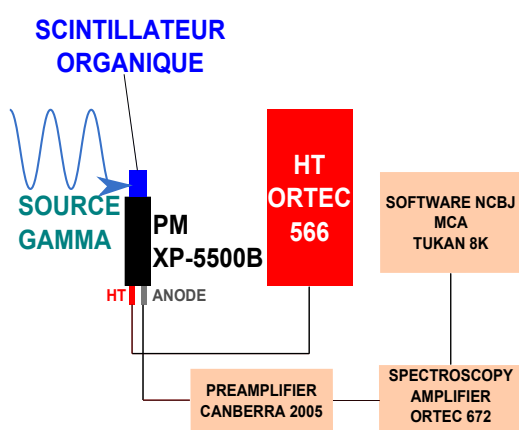 SCINTILLATEUR
ORGANIQUE
SOURCE
GAMMA
PM
XP-5500B
HT
ANODE
HT
ORTEC
566
SOFTWARE NCBJ
MCA
TUKAN 8K
PREAMPLIFIER
CANBERRA 2005
SPECTROSCOPY
AMPLIFIER
ORTEC 672